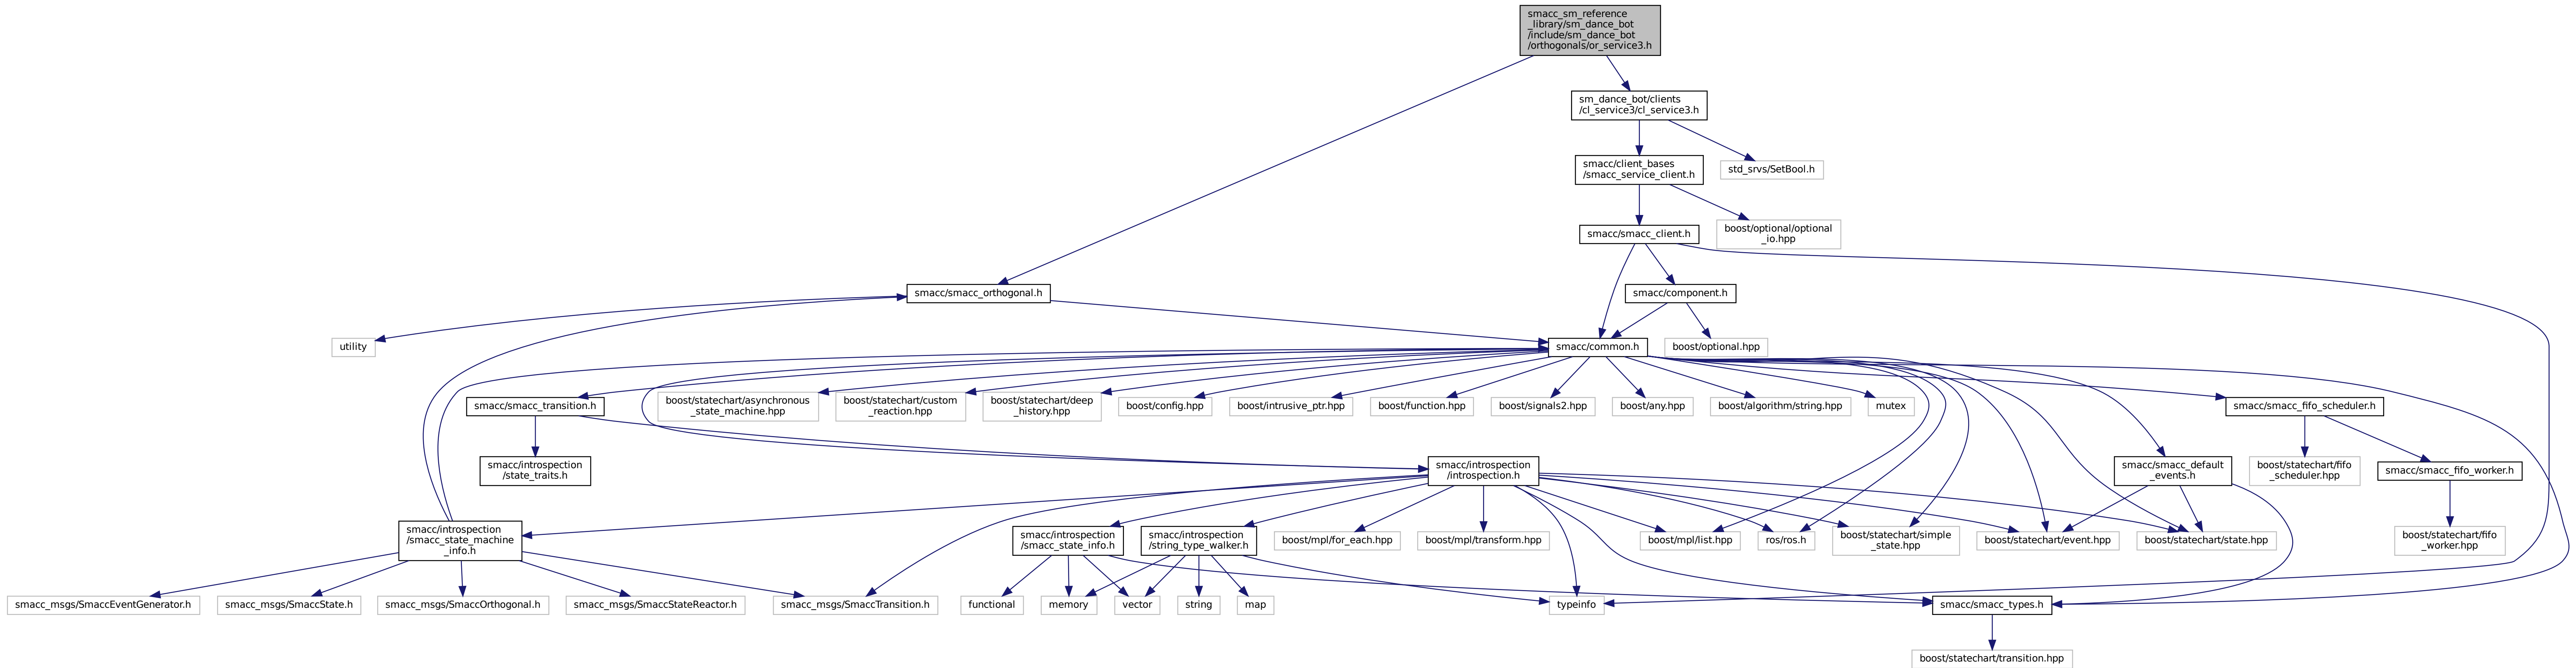 smacc_sm_reference
_library/sm_dance_bot
/include/sm_dance_bot
/orthogonals/or_service3.h
sm_dance_bot/clients
/cl_service3/cl_service3.h
smacc/client_bases
/smacc_service_client.h
std_srvs/SetBool.h
smacc/smacc_client.h
boost/optional/optional
_io.hpp
smacc/smacc_orthogonal.h
smacc/component.h
utility
smacc/common.h
boost/optional.hpp
smacc/smacc_transition.h
boost/statechart/asynchronous
_state_machine.hpp
boost/statechart/custom
_reaction.hpp
boost/statechart/deep
_history.hpp
boost/config.hpp
boost/intrusive_ptr.hpp
boost/function.hpp
boost/signals2.hpp
boost/any.hpp
boost/algorithm/string.hpp
mutex
smacc/smacc_fifo_scheduler.h
smacc/introspection
/state_traits.h
smacc/introspection
/introspection.h
smacc/smacc_default
_events.h
boost/statechart/fifo
_scheduler.hpp
smacc/smacc_fifo_worker.h
smacc/introspection
/smacc_state_machine
_info.h
smacc/introspection
/smacc_state_info.h
smacc/introspection
/string_type_walker.h
boost/mpl/for_each.hpp
boost/mpl/transform.hpp
boost/mpl/list.hpp
ros/ros.h
boost/statechart/simple
_state.hpp
boost/statechart/event.hpp
boost/statechart/state.hpp
boost/statechart/fifo
_worker.hpp
smacc_msgs/SmaccEventGenerator.h
smacc_msgs/SmaccState.h
smacc_msgs/SmaccOrthogonal.h
smacc_msgs/SmaccStateReactor.h
smacc_msgs/SmaccTransition.h
functional
memory
vector
string
map
typeinfo
smacc/smacc_types.h
boost/statechart/transition.hpp